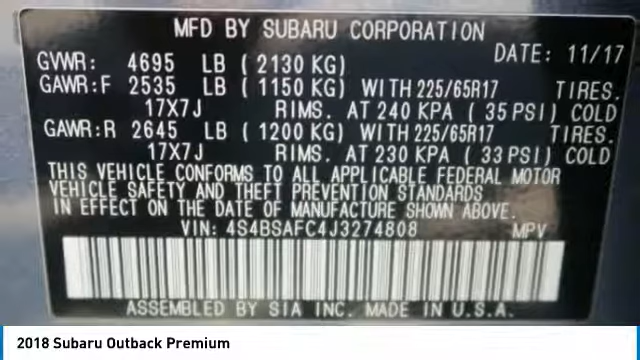 MFD BY SUBARU CORPORATION
DATE: 11/17
GVWR: 4695 LB ( 2130 KG)
GAWR:F 2535 LB ( 1150 KG) WITH 225/65R17 TIRES.
17X7J RIMS. AT 240 KPA ( 35 PSI) COLD
GAWR:R 2645 LB ( 1200 KG) WITH 225/65R17 TIRES.
17X7J RIMS. AT 230 KPA ( 33 PSI) COLD
THIS VEHICLE CONFORMS TO ALL APPLICABLE FEDERAL MOTOR
VEHICLE SAFETY AND THEFT PREVENTION STANDARDS
IN EFFECT ON THE DATE OF MANUFACTURE SHOWN ABOVE.
VIN: 4S4BSAFC4J3274808 MPV
ASSEMBLED BY SIA INC. MADE IN U.S.A.
2018 Subaru Outback Premium